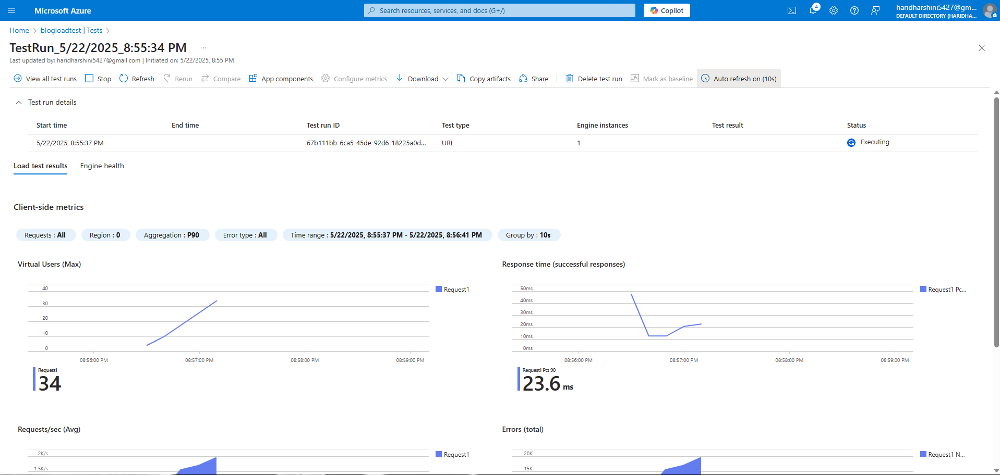 Microsoft Azure
Search resources, services, and docs (G+/)
Copilot
4
haridharshini5427@gm...
DEFAULT DIRECTORY (HARIDHA...
Home > blogloadtest | Tests >
TestRun_5/22/2025_8:55:34 PM ...
Last updated by: haridharshini5427@gmail.com | Initiated on: 5/22/2025, 8:55 PM
View all test runs Stop Refresh Rerun Compare App components Configure metrics Download Copy artifacts Share Delete test run Mark as baseline Auto refresh on (10s)
Test run details
Start time End time Test run ID Test type Engine instances Test result Status
5/22/2025, 8:55:37 PM 67b111bb-6ca5-45de-92d6-18225a0d... URL 1 Executing
Load test results Engine health
Client-side metrics
Requests : All Region : 0 Aggregation : P90 Error type : All Time range : 5/22/2025, 8:55:37 PM - 5/22/2025, 8:56:41 PM Group by : 10s
Virtual Users (Max)
40
30
20
10
0
08:56:00 PM 08:57:00 PM 08:58:00 PM 08:59:00 PM
Request1
Request1
34
Response time (successful responses)
50ms
40ms
30ms
20ms
10ms
0ms
08:56:00 PM 08:57:00 PM 08:58:00 PM 08:59:00 PM
Request1 Pc...
Request1 Pct 90
23.6 ms
Requests/sec (Avg)
2K/s
1.5K/s
Request1
Errors (total)
20K
15K
Request1 N...